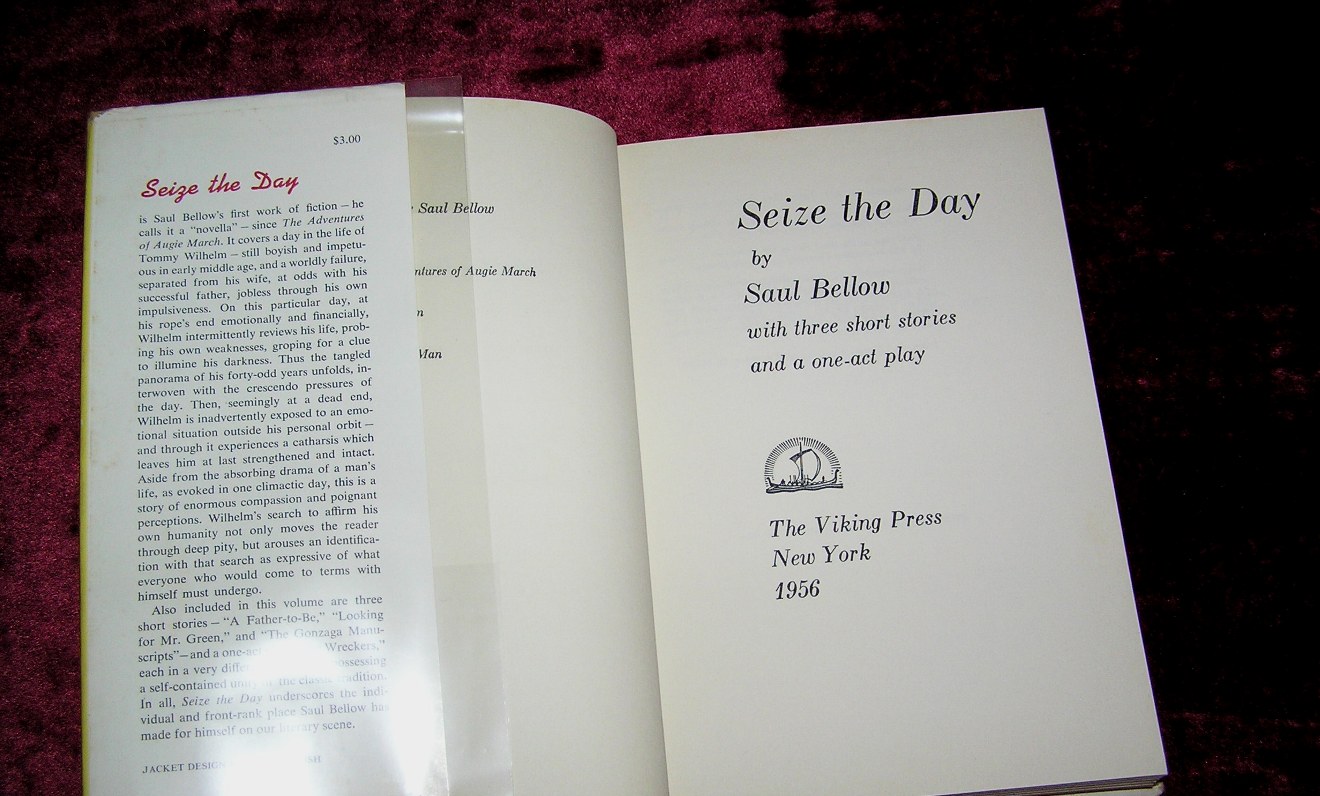 $3.00
Seize the Day
is Saul Bellow's first work of fiction — he
calls it a "novella" — since The Adventures
of Augie March. It covers a day in the life of
Tommy Wilhelm — still boyish and impetu-
ous in early middle age, and a worldly failure,
separated from his wife, at odds with his
successful father, jobless through his own
impulsiveness. On this particular day, at
his rope's end emotionally and financially,
Wilhelm intermittently reviews his life, prob-
ing his own weaknesses, groping for a clue
to illumine his darkness. Thus the tangled
panorama of his forty-odd years unfolds, in-
terwoven with the crescendo pressures of
the day. Then, seemingly at a dead end,
Wilhelm is inadvertently exposed to an emo-
tional situation outside his personal orbit —
and through it experiences a catharsis which
leaves him at last strengthened and intact.
Aside from the absorbing drama of a man's
life, as evoked in one climactic day, this is a
story of enormous compassion and poignant
perceptions. Wilhelm's search to affirm his
own humanity not only moves the reader
through deep pity, but arouses an identifica-
tion with that search as expressive of what
everyone who would come to terms with
himself must undergo.
Also included in this volume are three
short stories — "A Father-to-Be," "Looking
for Mr. Green," and "The Gonzaga Manu-
scripts"—and a Wreckers,"
each in a very
a self-contained the classic tradition.
In all, Seize the Day underscores the indi-
vidual and front-rank place Saul Bellow has
made for himself on our scene.
JACKET
Saul Bellow
ntures of Augie March
n
Man
Seize the Day
by
Saul Bellow
with three short stories
and a one-act play
The Viking Press
New York
1956